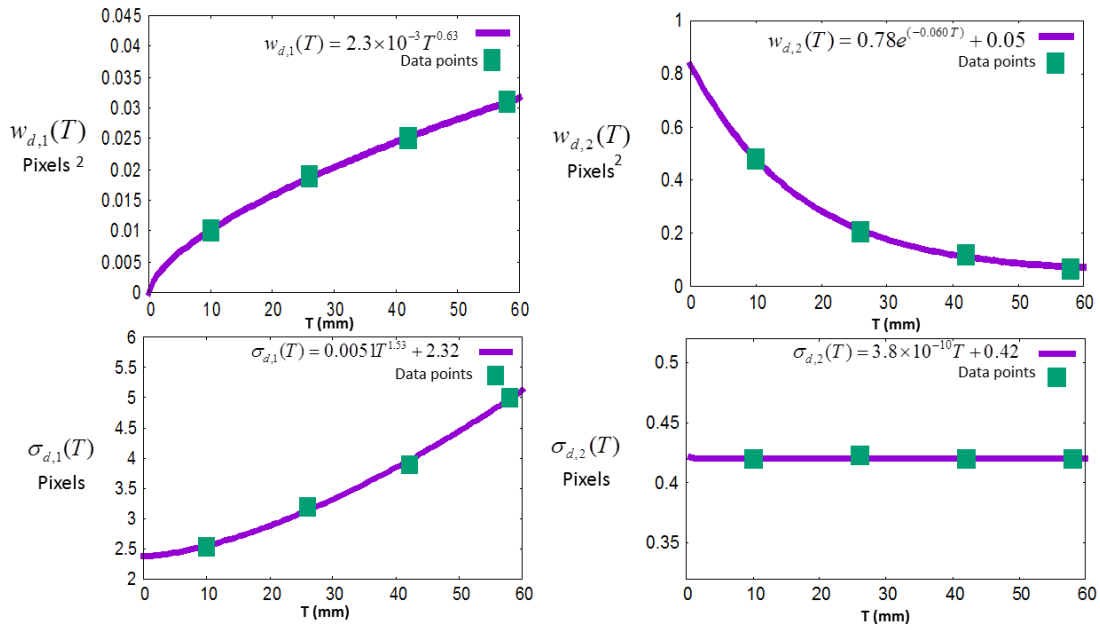 0.045
0.04
0.035
0.03
0.025
0.02
0.015
0.01
0.005
0
w_{d,1}(T) = 2.3×10^{-3}T^{0.63}
Data points
w_{d,1}(T)
Pixels ^2
0 10 20 30 40 50 60
T (mm)
1
0.8
0.6
0.4
0.2
0
w_{d,2}(T) = 0.78e^{(-0.060T)} + 0.05
Data points
w_{d,2}(T)
Pixels^2
0 10 20 30 40 50 60
T (mm)
6
5.5
5
4.5
4
3.5
3
2.5
2
σ_{d,1}(T) = 0.0051T^{1.53} + 2.32
Data points
σ_{d,1}(T)
Pixels
0 10 20 30 40 50 60
T (mm)
0.5
0.45
0.4
0.35
σ_{d,2}(T) = 3.8×10^{-10}T + 0.42
Data points
σ_{d,2}(T)
Pixels
0 10 20 30 40 50 60
T (mm)